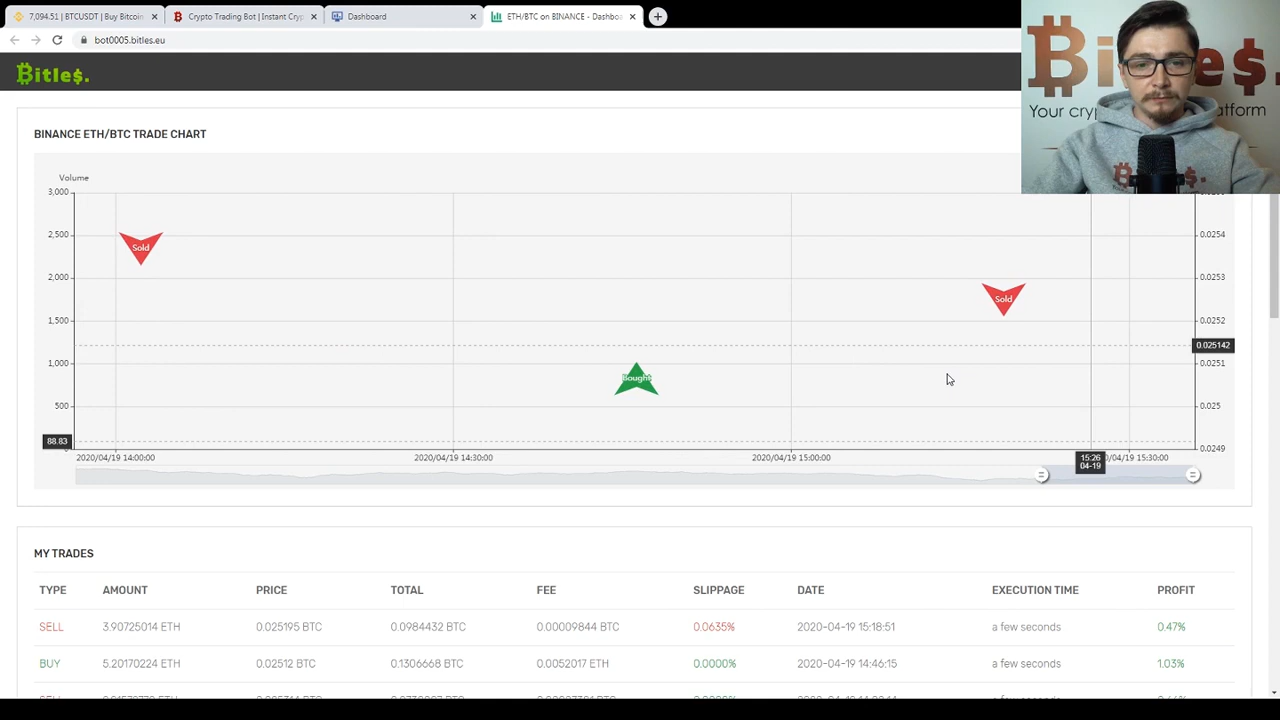 7,094.51 | BTCUSDT | Buy Bitcoin
Crypto Trading Bot | Instant Cryp
Dashboard
ETH/BTC on BINANCE - Dashbo
bot0005.bitles.eu
Bitle$.
Your cryp
atform
BINANCE ETH/BTC TRADE CHART
Volume
3,000
2,500
0.0254
Sold
2,000
0.0253
Sold
1,500
0.0252
0.025142
1,000
0.0251
Bought
500
0.025
88.83
0.0249
2020/04/19 14:00:00
2020/04/19 14:30:00
2020/04/19 15:00:00
15:26
04-19
0/04/19 15:30:00
MY TRADES
TYPE AMOUNT PRICE TOTAL FEE SLIPPAGE DATE EXECUTION TIME PROFIT
SELL 3.90725014 ETH 0.025195 BTC 0.0984432 BTC 0.00009844 BTC 0.0635% 2020-04-19 15:18:51 a few seconds 0.47%
BUY 5.20170224 ETH 0.02512 BTC 0.1306668 BTC 0.0052017 ETH 0.0000% 2020-04-19 14:46:15 a few seconds 1.03%